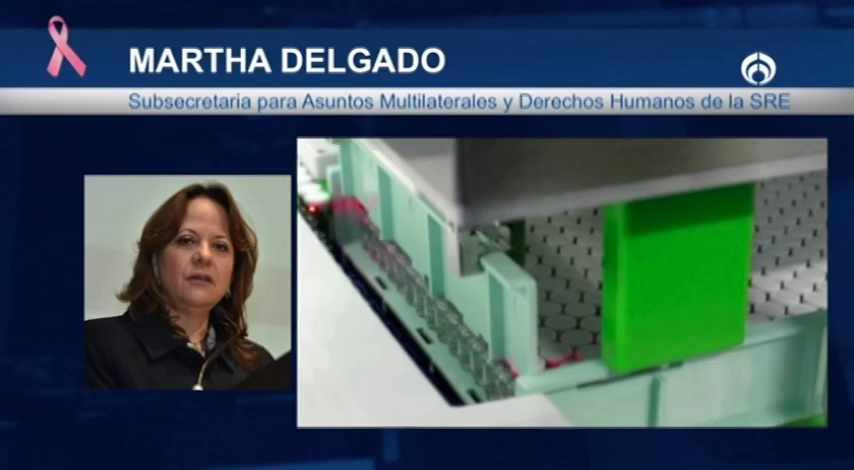 MARTHA DELGADO
Subsecretaria para Asuntos Multilaterales y Derechos Humanos de la SRE